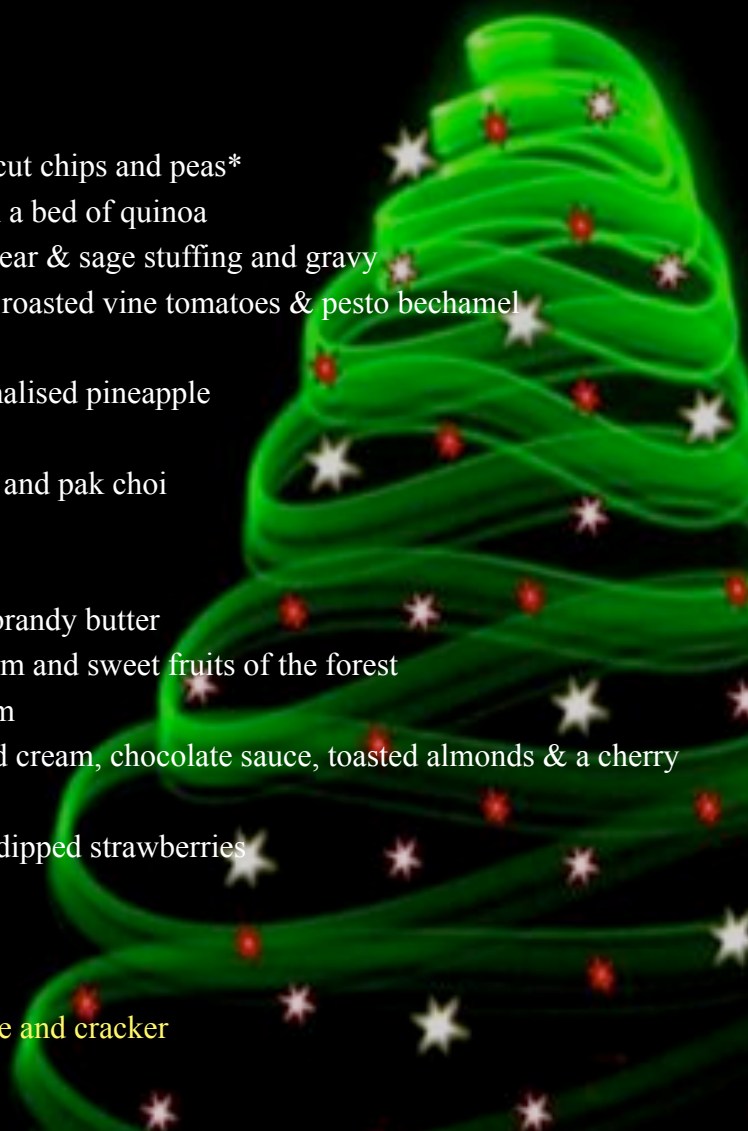 cut chips and peas*
a bed of quinoa
ear & sage stuffing and gravy
roasted vine tomatoes & pesto bechamel
alised pineapple
and pak choi
brandy butter
m and sweet fruits of the forest
m
d cream, chocolate sauce, toasted almonds & a cherry
dipped strawberries
e and cracker